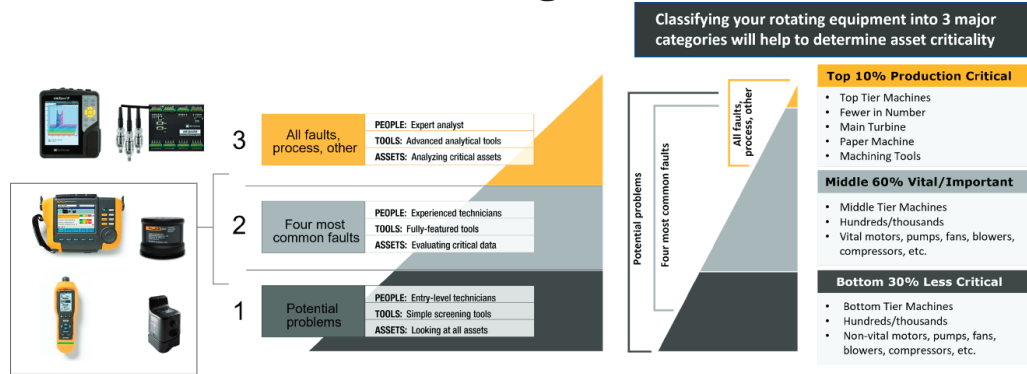 Classifying your rotating equipment into 3 major
categories will help to determine asset criticality
3
All faults,
process, other
PEOPLE: Expert analyst
TOOLS: Advanced analytical tools
ASSETS: Analyzing critical assets
2
Four most
common faults
PEOPLE: Experienced technicians
TOOLS: Fully-featured tools
ASSETS: Evaluating critical data
1
Potential
problems
PEOPLE: Entry-level technicians
TOOLS: Simple screening tools
ASSETS: Looking at all assets
Potential problems
Four most common faults
All faults,
process, other
Top 10% Production Critical
• Top Tier Machines
• Fewer in Number
• Main Turbine
• Paper Machine
• Machining Tools
Middle 60% Vital/Important
• Middle Tier Machines
• Hundreds/thousands
• Vital motors, pumps, fans, blowers,
compressors, etc.
Bottom 30% Less Critical
• Bottom Tier Machines
• Hundreds/thousands
• Non-vital motors, pumps, fans,
blowers, compressors, etc.